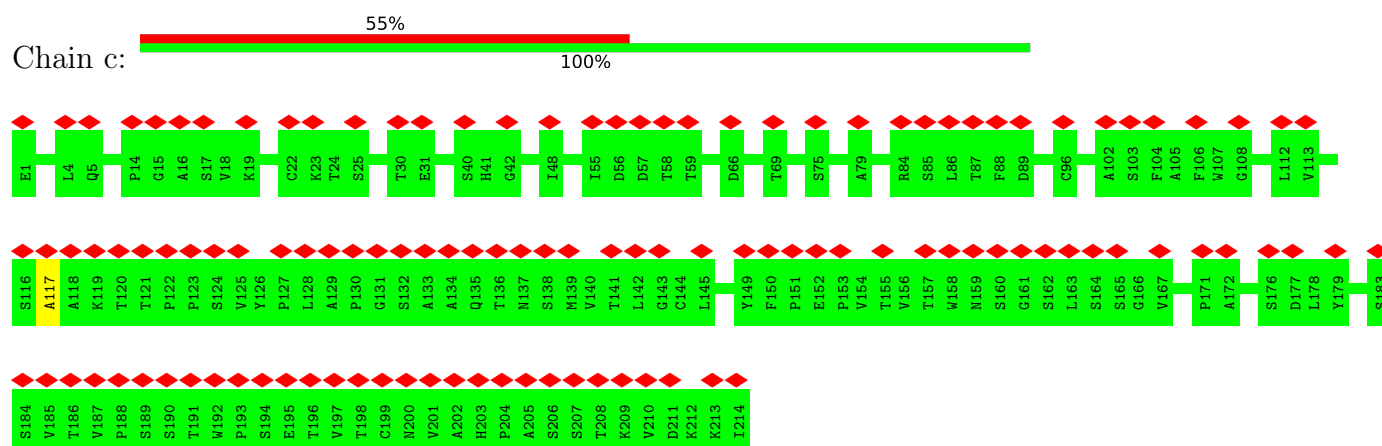 55%
Chain c:
100%
E1 L4 Q5 P14 G15 A16 S17 V18 K19 C22 K23 T24 S25 T30 E31 S40 H41 G42 I48 I55 D56 D57 T58 T59 D66 T69 S75 A79 R84 S85 L86 T87 F88 D89 C96 A102 S103 F104 A105 F106 W107 G108 L112 V113
S116 A117 A118 K119 T120 T121 P122 P123 S124 V125 Y126 P127 L128 A129 P130 G131 S132 A133 A134 Q135 T136 N137 S138 M139 V140 T141 L142 G143 C144 L145 Y149 F150 P151 E152 P153 V154 T155 V156 T157 W158 N159 S160 G161 S162 L163 S164 S165 G166 V167 P171 A172 S176 D177 L178 Y179 S183
S184 V185 T186 V187 P188 S189 S190 T191 W192 P193 S194 E195 T196 V197 T198 C199 N200 V201 A202 H203 P204 A205 S206 S207 T208 K209 V210 D211 K212 K213 I214